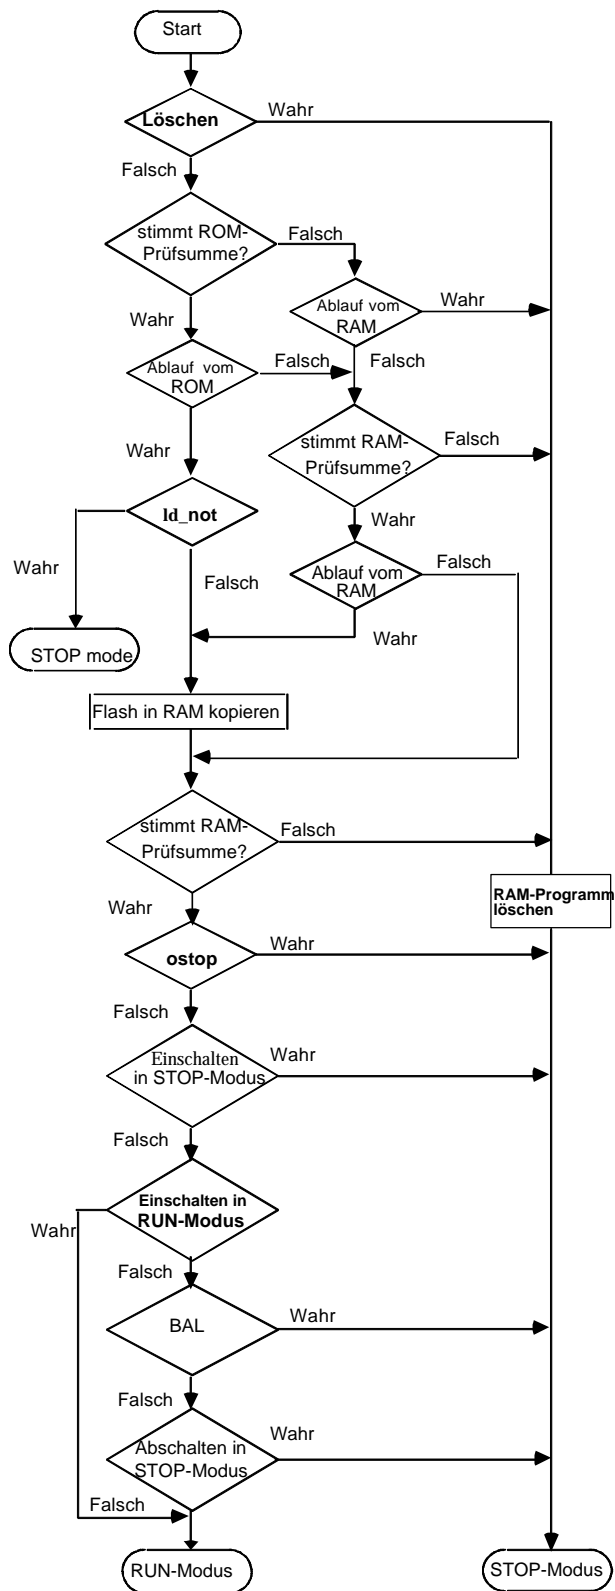 Start
Löschen
Wahr
Falsch
stimmt ROM-
Prüfsumme?
Falsch
Ablauf vom
RAM
Wahr
Wahr
Ablauf vom
ROM
Falsch
Falsch
Wahr
stimmt RAM-
Prüfsumme?
Falsch
ld_not
Wahr
Wahr
Falsch
Ablauf vom
RAM
Falsch
Wahr
STOP mode
Flash in RAM kopieren
stimmt RAM-
Prüfsumme?
Falsch
Wahr
RAM-Programm
löschen
ostop
Wahr
Falsch
Einschalten
in STOP-Modus
Wahr
Falsch
Einschalten in
RUN-Modus
Wahr
Falsch
BAL
Wahr
Falsch
Abschalten in
STOP-Modus
Wahr
Falsch
RUN-Modus
STOP-Modus